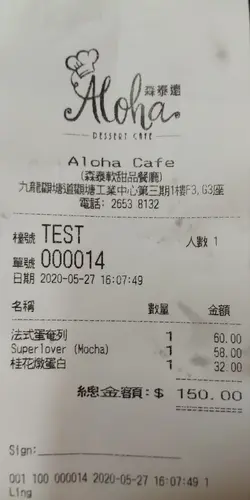 森泰遞
Aloha
DESSERT CAFE
Aloha Cafe
(森泰軟甜品餐廳)
九龍觀塘道觀塘工業中心第三期1樓F3,G3座
電話: 2653 8132
檯號 TEST
人數 1
單號 000014
日期 2020-05-27 16:07:49
名稱 數量 金額
法式蛋奄列 1 60.00
Superlover (Mocha) 1 58.00
桂花燉蛋白 1 32.00
總金額:$ 150.00
Sign:
001 100 000014 2020-05-27 16:07:49 1
Ling